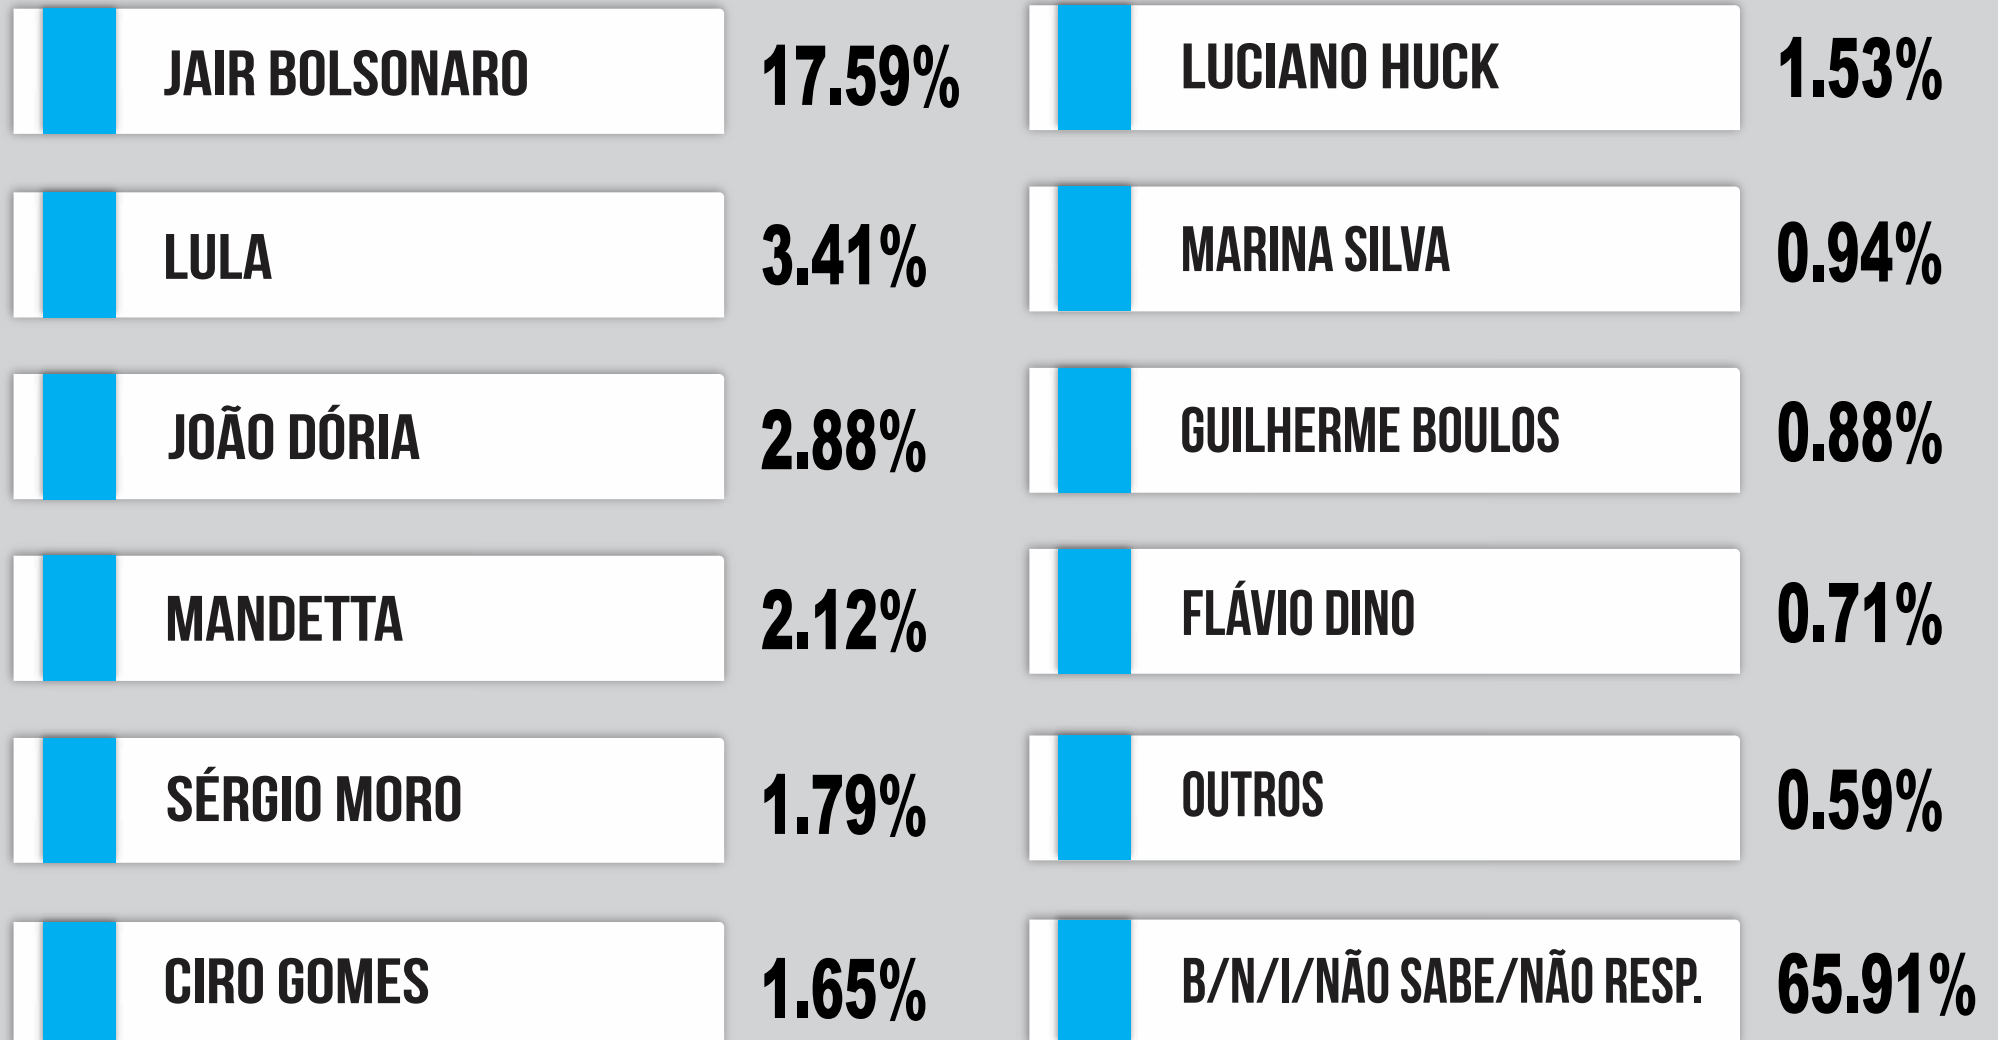 JAIR BOLSONARO 17.59%
LULA 3.41%
JOÃO DÓRIA 2.88%
MANDETTA 2.12%
SÉRGIO MORO 1.79%
CIRO GOMES 1.65%
LUCIANO HUCK 1.53%
MARINA SILVA 0.94%
GUILHERME BOULOS 0.88%
FLÁVIO DINO 0.71%
OUTROS 0.59%
B/N/I/NÃO SABE/NÃO RESP. 65.91%